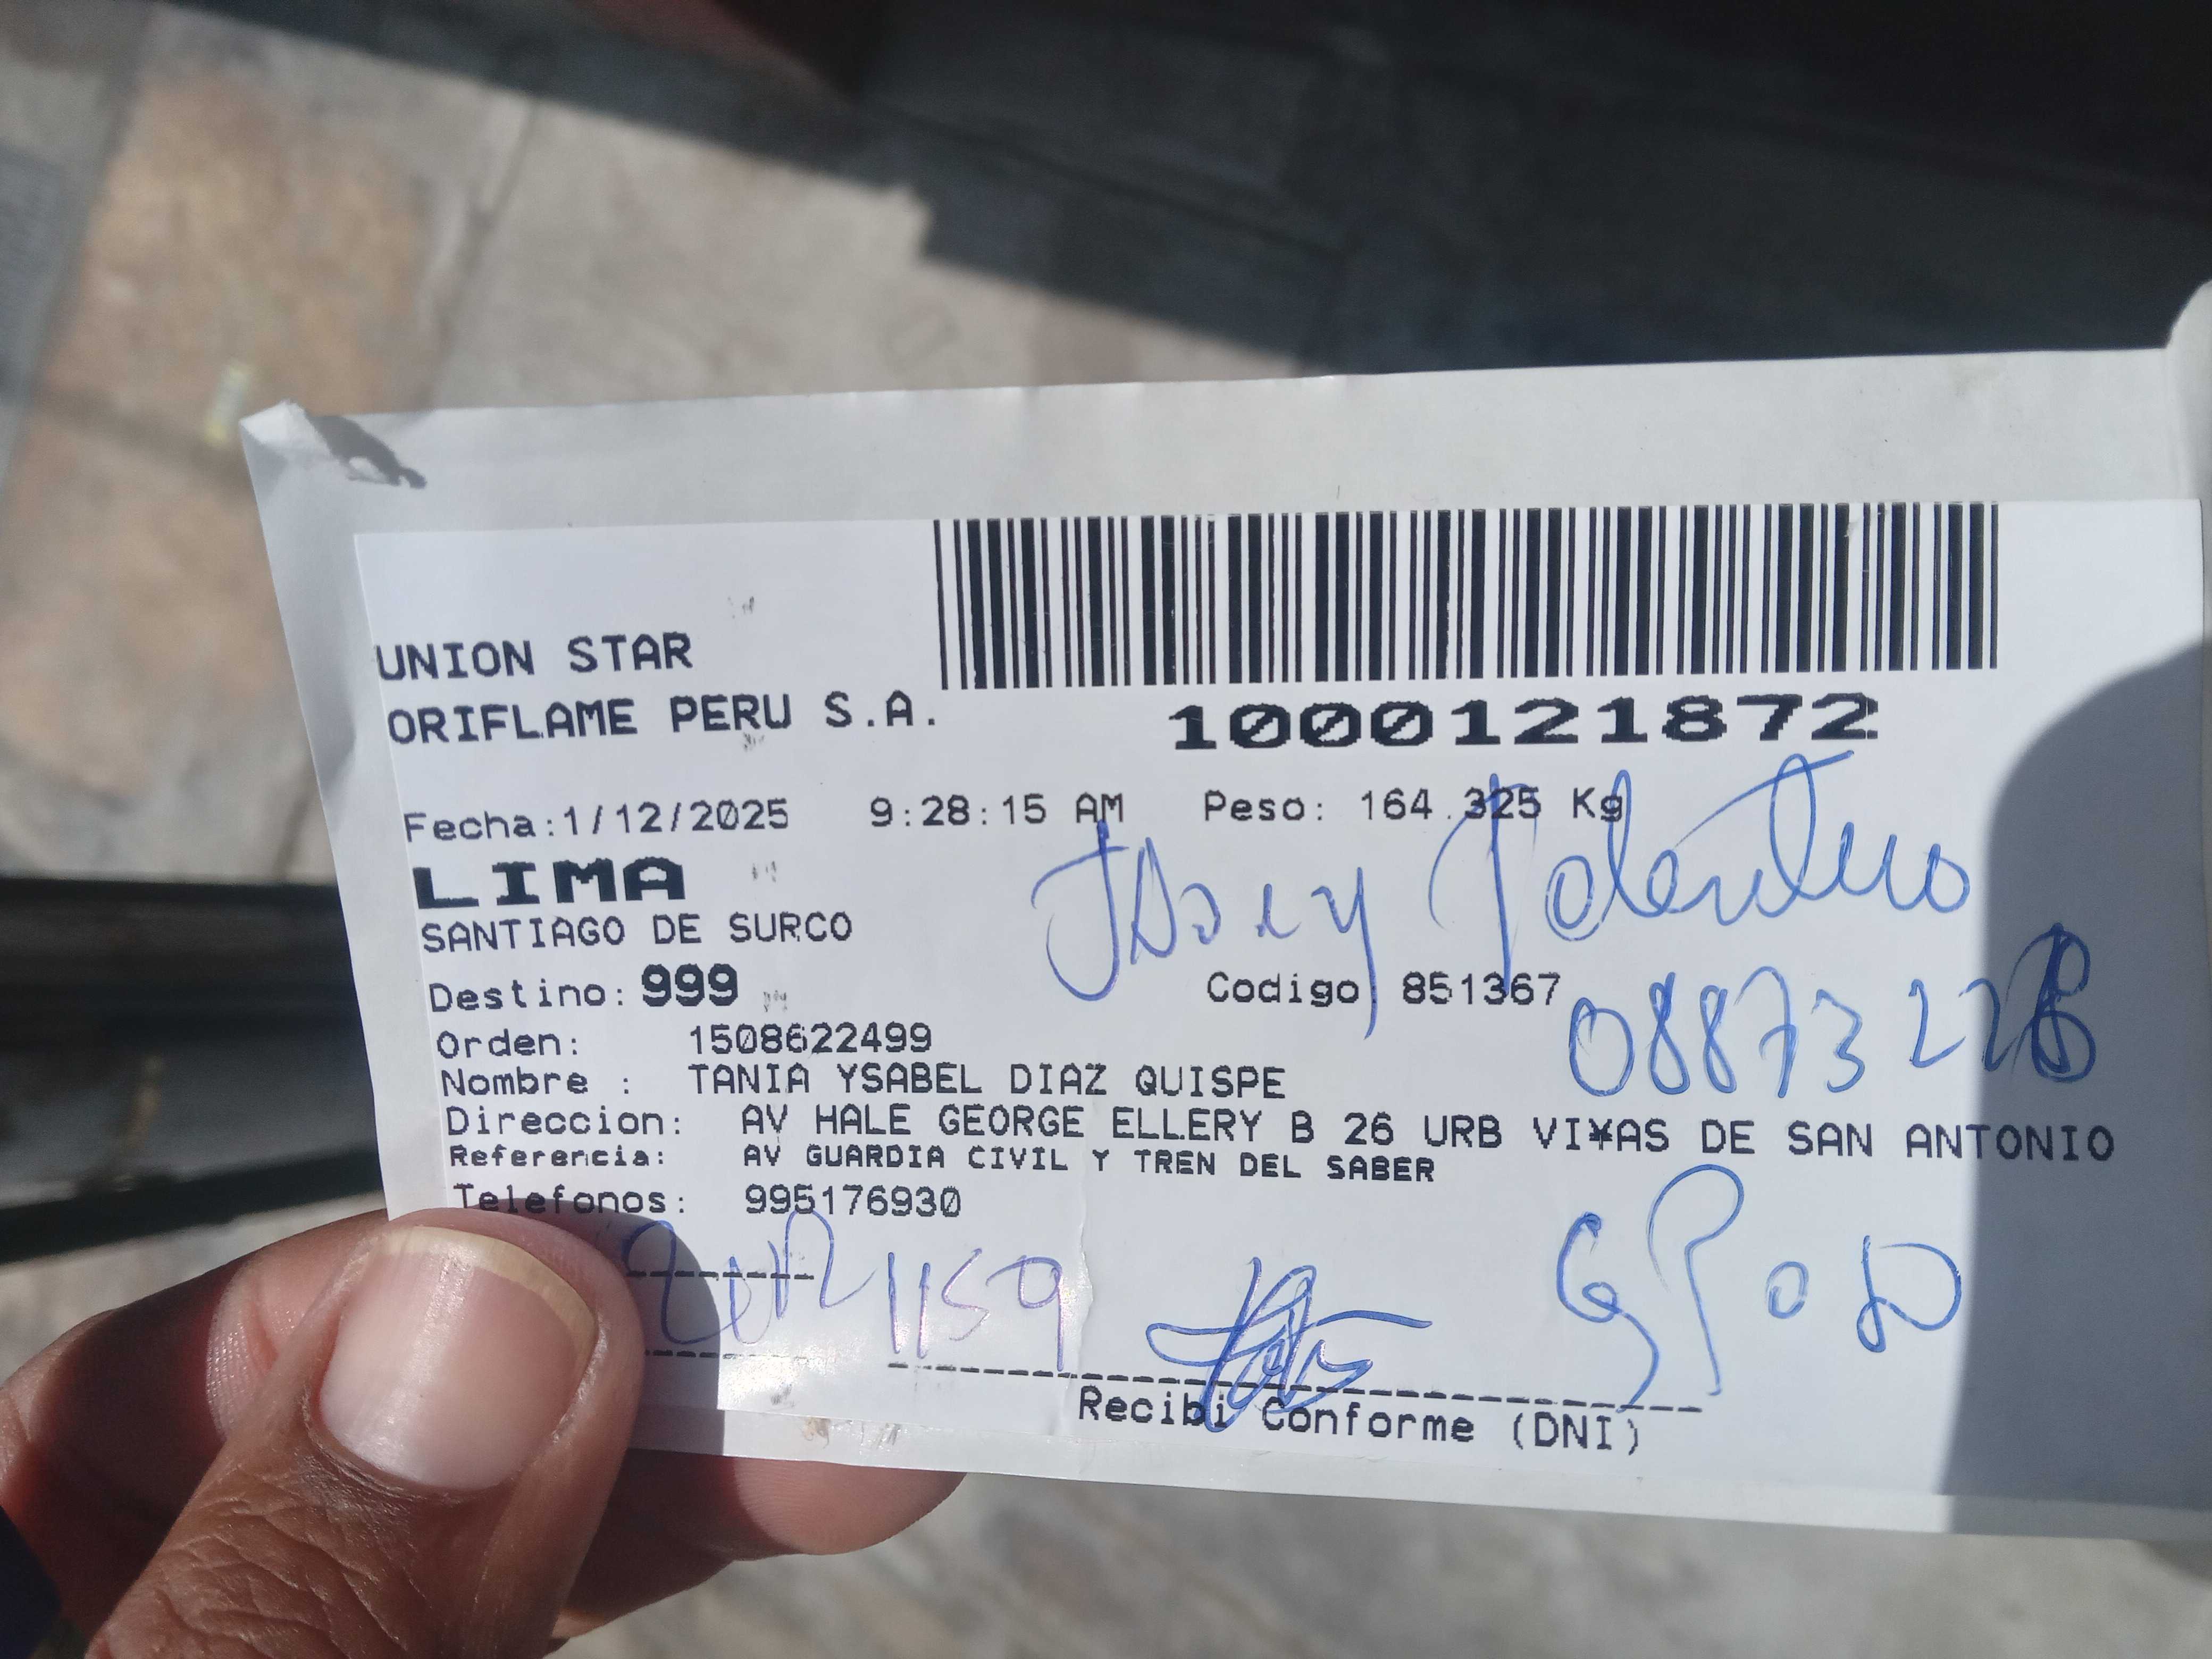 UNION STAR
ORIFLAME PERU S.A.
1000121872
Fecha:1/12/2025 9:28:15 AM Peso: 164.325 Kg
LIMA
SANTIAGO DE SURCO
Destino: 999 Codigo 851367
Orden: 1508622499
Nombre : TANIA YSABEL DIAZ QUISPE
Direccion: AV HALE GEORGE ELLERY B 26 URB VI¥AS DE SAN ANTONIO
Referencia: AV GUARDIA CIVIL Y TREN DEL SABER
Telefonos: 995176930
1159
Recibi Conforme (DNI)